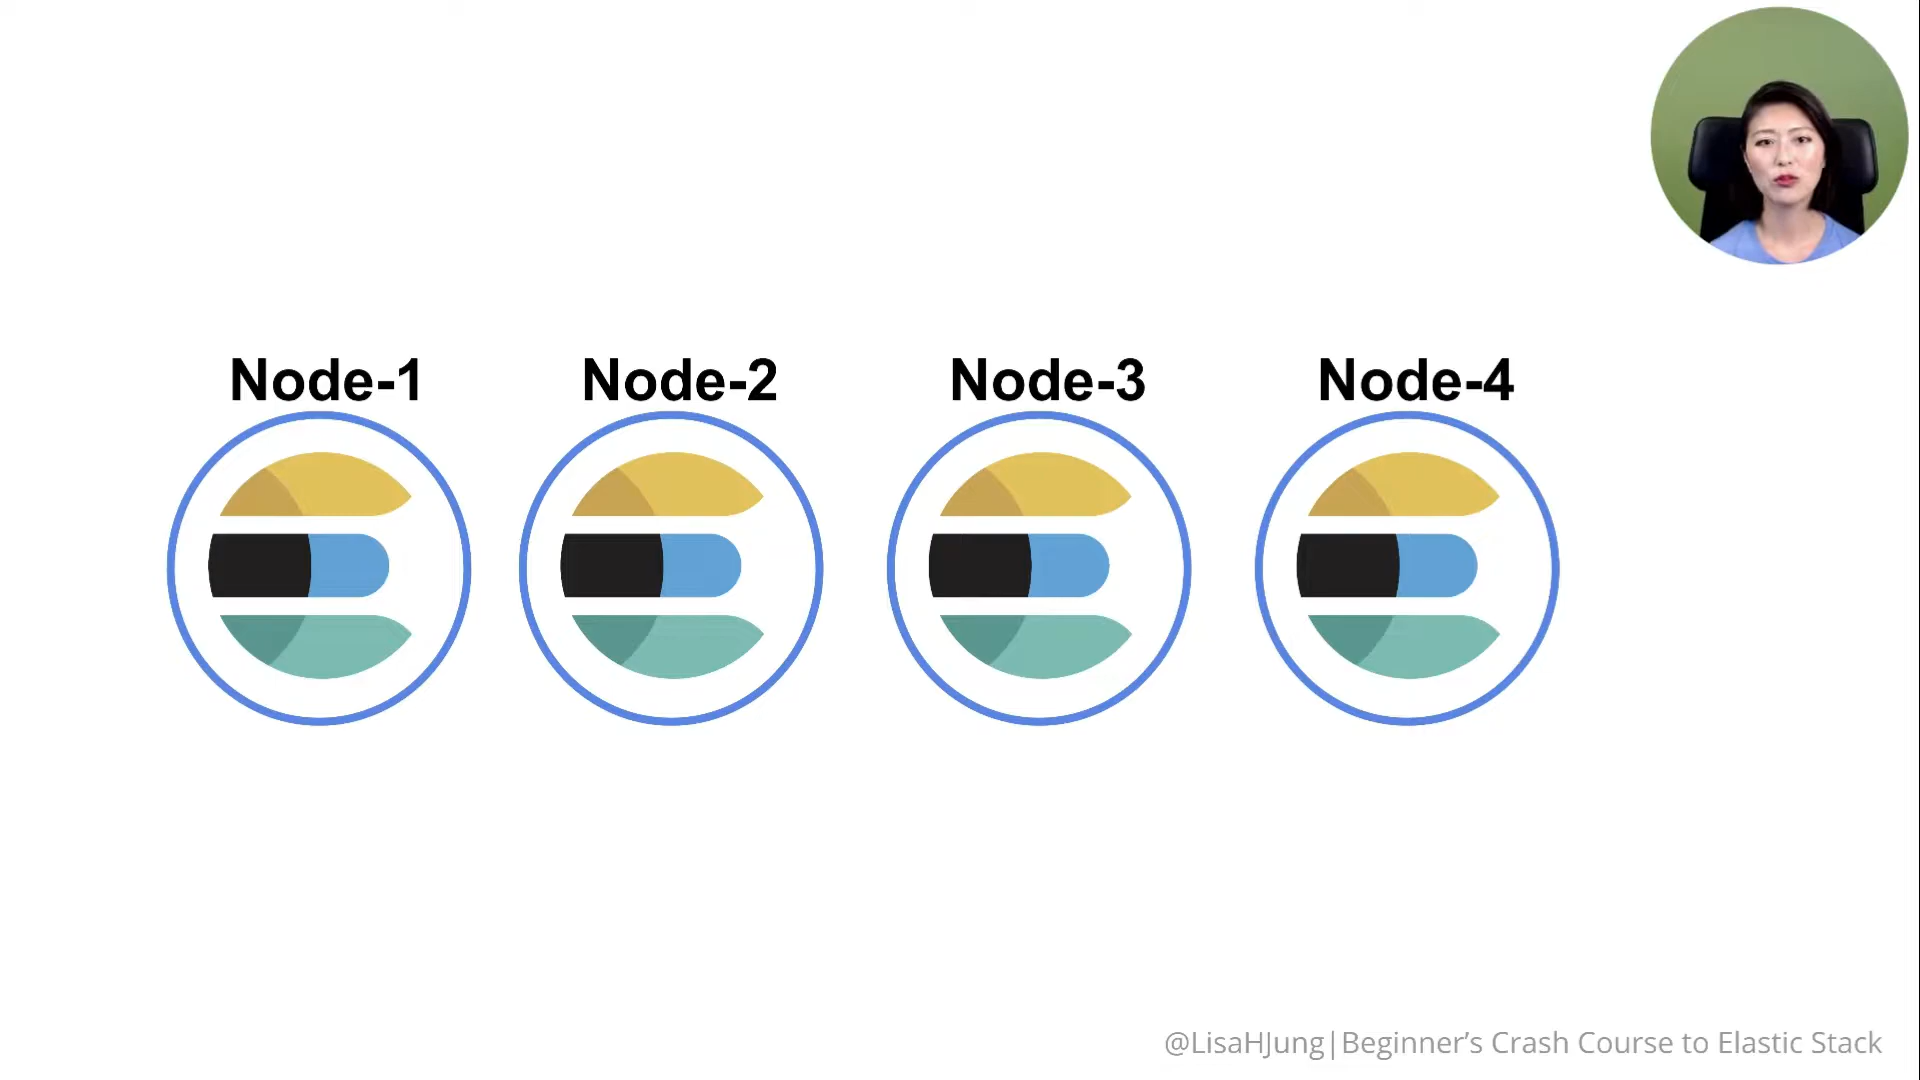 Node-1 Node-2 Node-3 Node-4
@LisaHJung|Beginner’s Crash Course to Elastic Stack